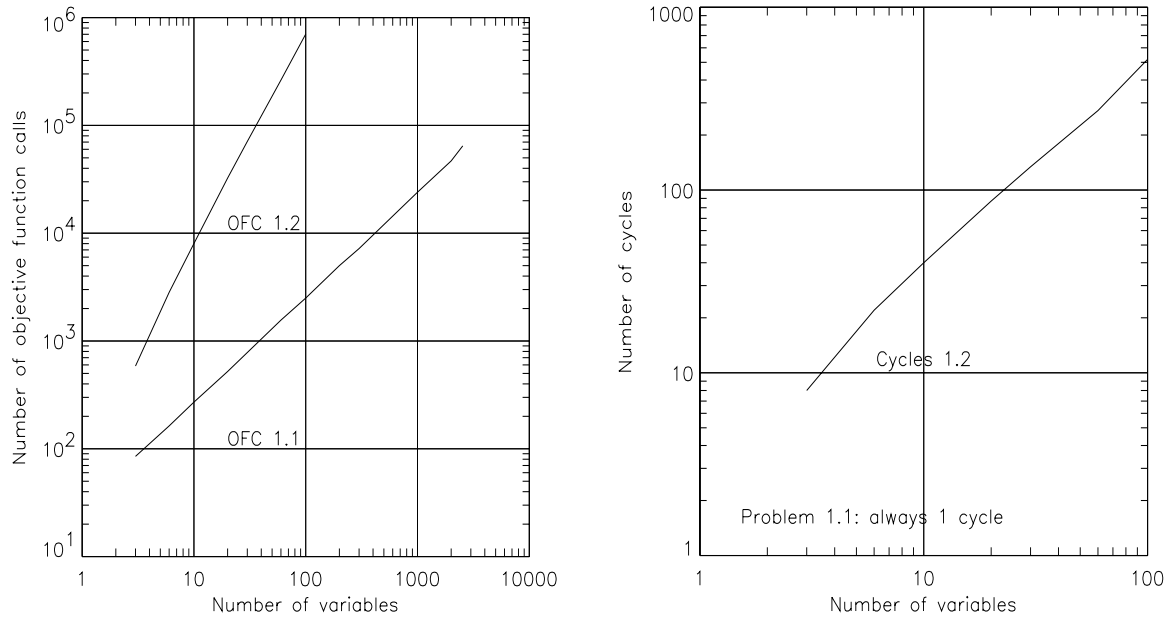 Number of objective function calls
10^6
10^5
10^4
10^3
10^2
10^1
OFC 1.2
OFC 1.1
1 10 100 1000 10000
Number of variables
Number of cycles
1000
100
10
1
Cycles 1.2
Problem 1.1: always 1 cycle
1 10 100
Number of variables